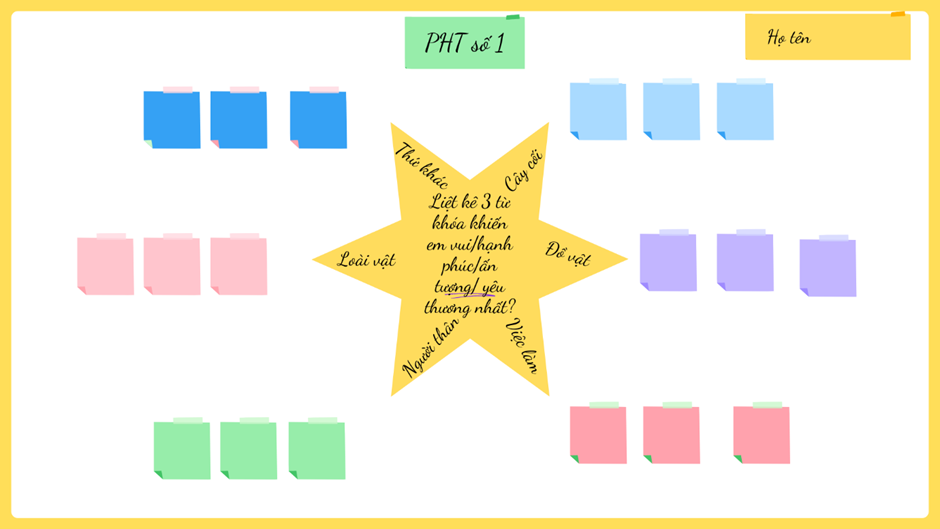 PHT số 1
Họ tên
Thứ khác
Cây cối
Liệt kê 3 từ
khóa khiến
em vui/hạnh
phúc/ấn
tượng/ yêu
thương nhất?
Loài vật
Đồ vật
Người thân
Việc làm